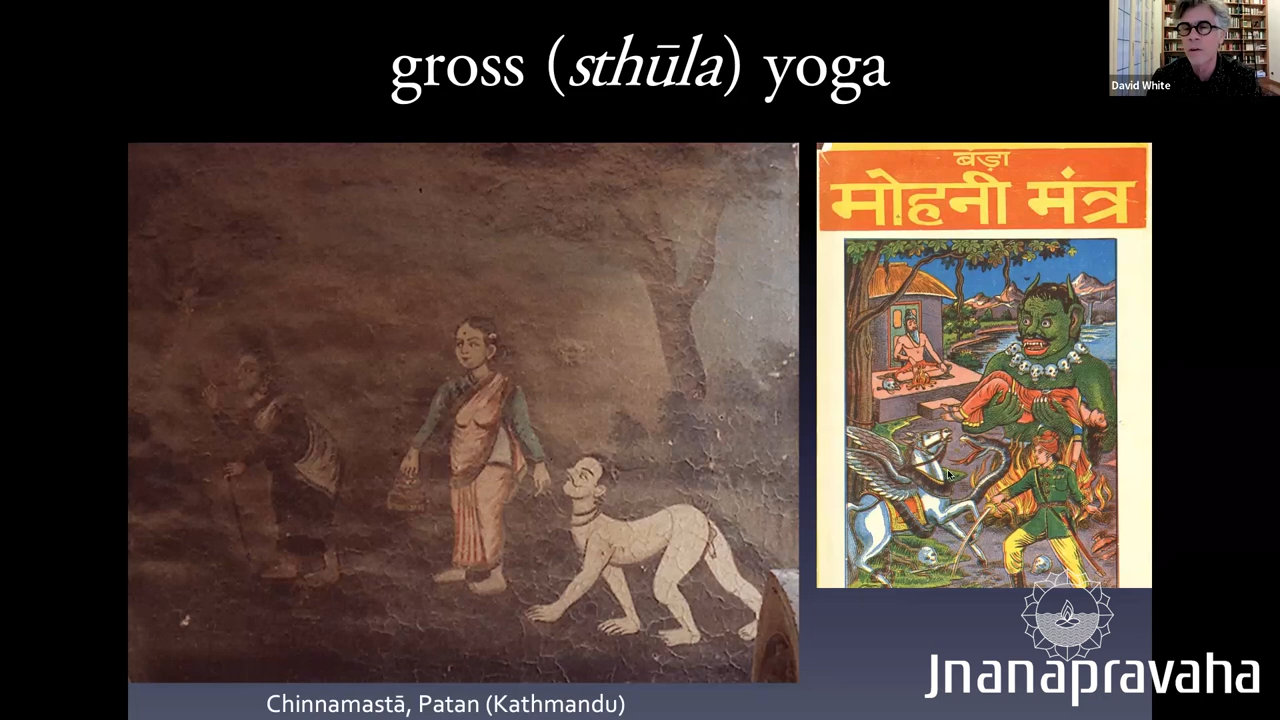 gross (sthūla) yoga
David White
बड़ा
मोहनी मंत्र
Chinnamastā, Patan (Kathmandu)
Jnanapravaha